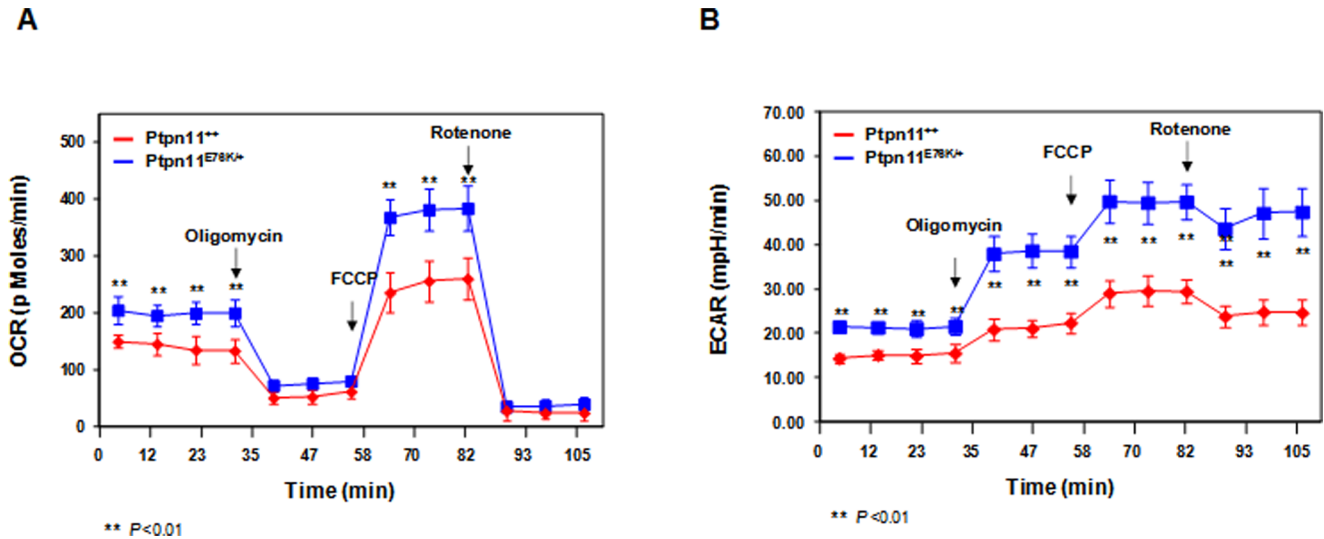 A
B
Ptpn11+/+
Ptpn11E76K/+
Oligomycin
FCCP
Rotenone
**
**
**
**
**
**
**
OCR (p Moles/min)
500
400
300
200
100
0
0 12 23 35 47 58 70 82 93 105
Time (min)
** P<0.01
Ptpn11+/+
Ptpn11E76K/+
Oligomycin
FCCP
Rotenone
**
**
**
**
**
**
**
**
**
**
**
**
**
**
ECAR (mpH/min)
70.00
60.00
50.00
40.00
30.00
20.00
10.00
0.00
0 12 23 35 47 58 70 82 93 105
Time (min)
** P<0.01